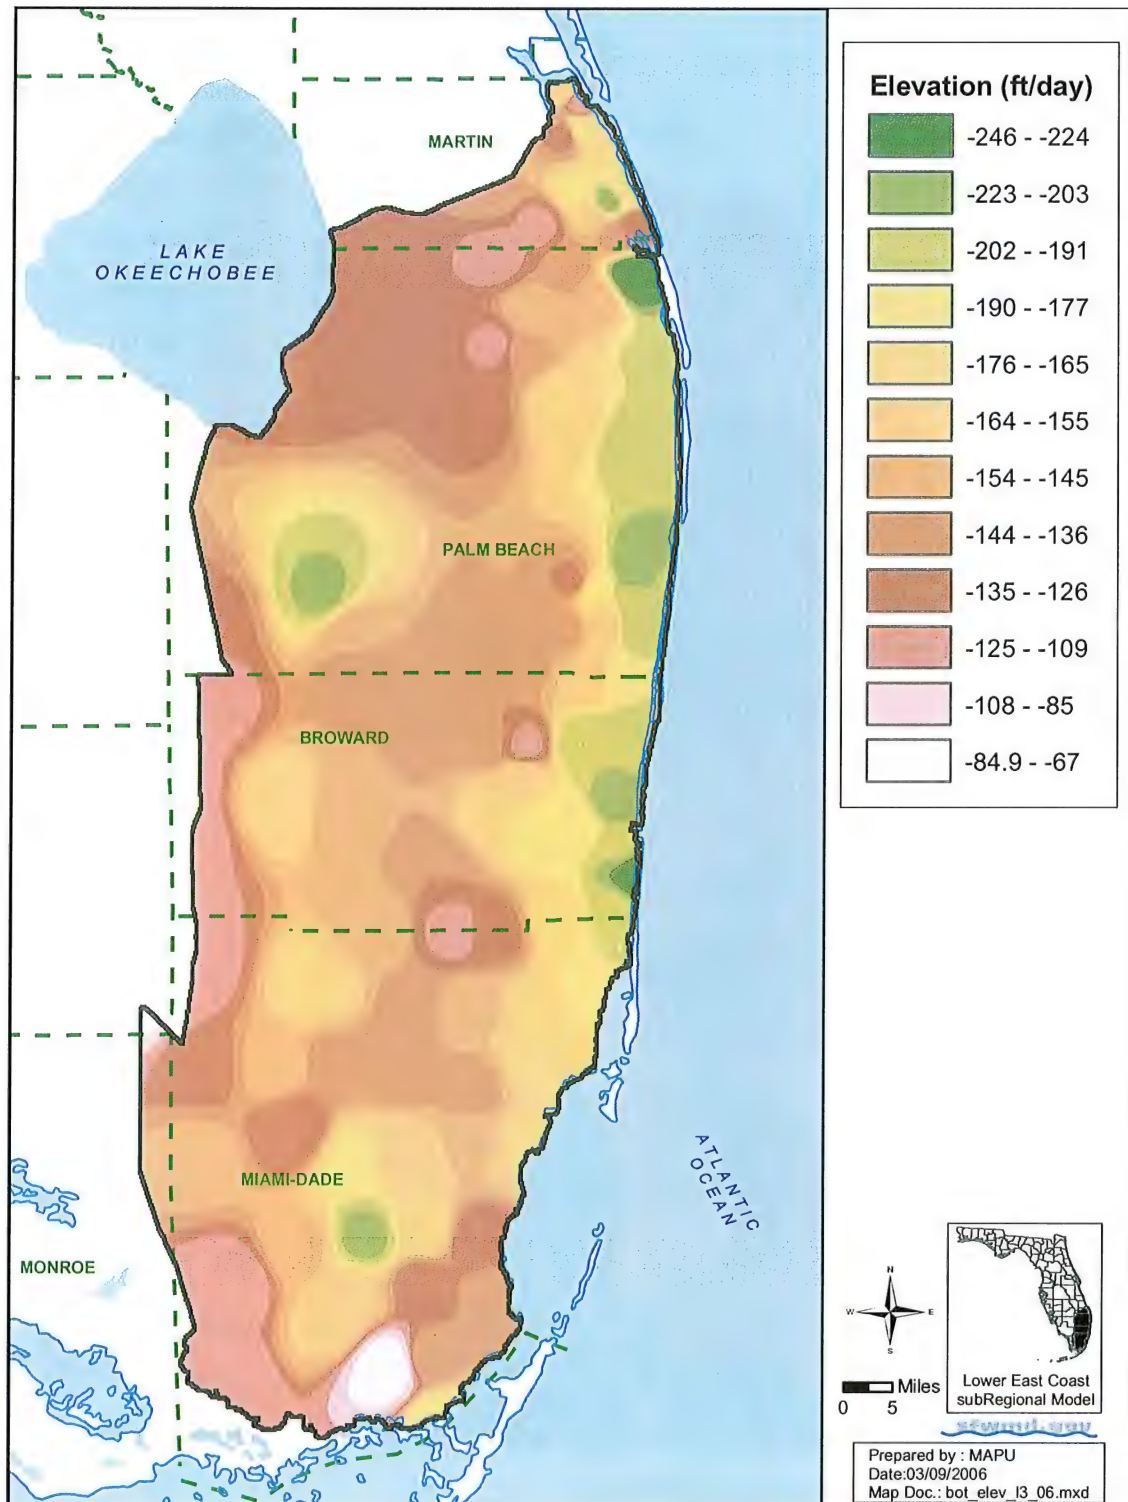 MARTIN
LAKE
OKEECHOBEE
PALM BEACH
BROWARD
MIAMI-DADE
MONROE
ATLANTIC
OCEAN
Elevation (ft/day)
-246 - -224
-223 - -203
-202 - -191
-190 - -177
-176 - -165
-164 - -155
-154 - -145
-144 - -136
-135 - -126
-125 - -109
-108 - -85
-84.9 - -67
N
W E
S
Miles
0 5
Lower East Coast
subRegional Model
sfwmd.gov
Prepared by : MAPU
Date:03/09/2006
Map Doc.: bot_elev_l3_06.mxd